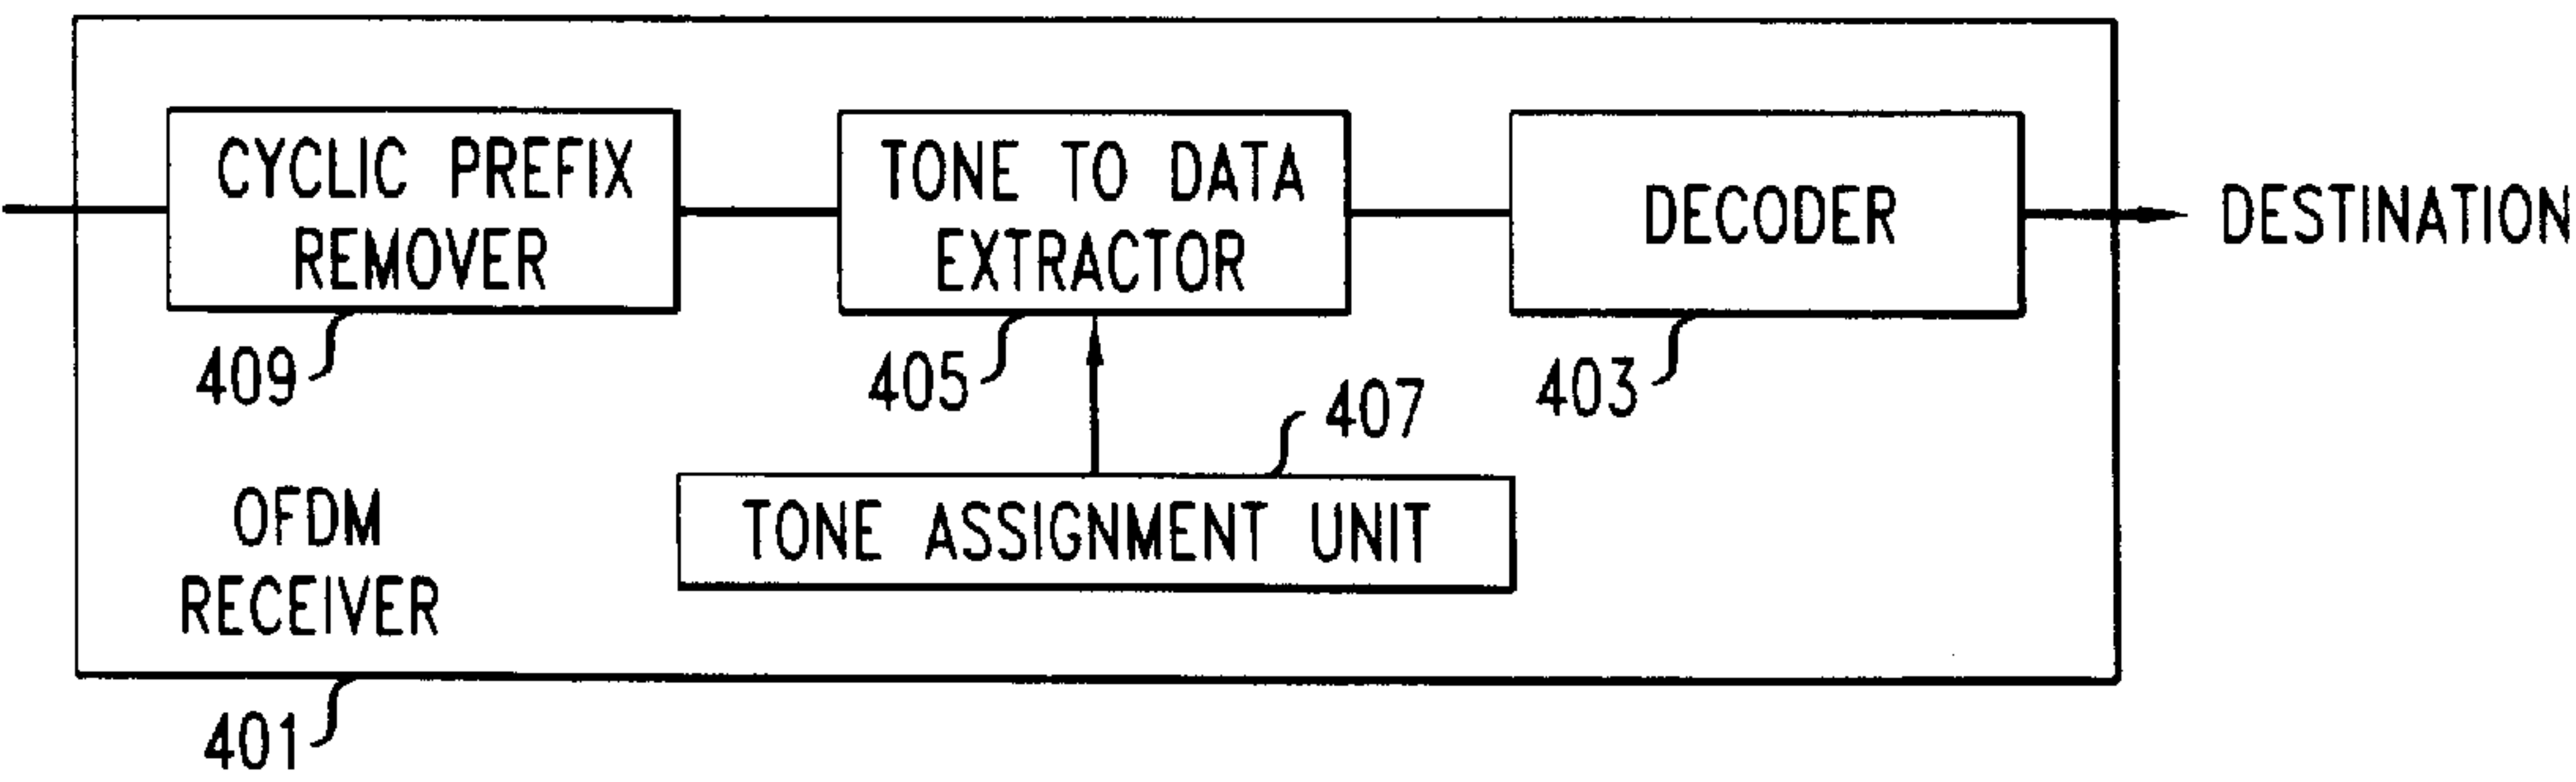 CYCLIC PREFIX
REMOVER
409
TONE TO DATA
EXTRACTOR
405
DECODER
403
DESTINATION
407
TONE ASSIGNMENT UNIT
OFDM
RECEIVER
401